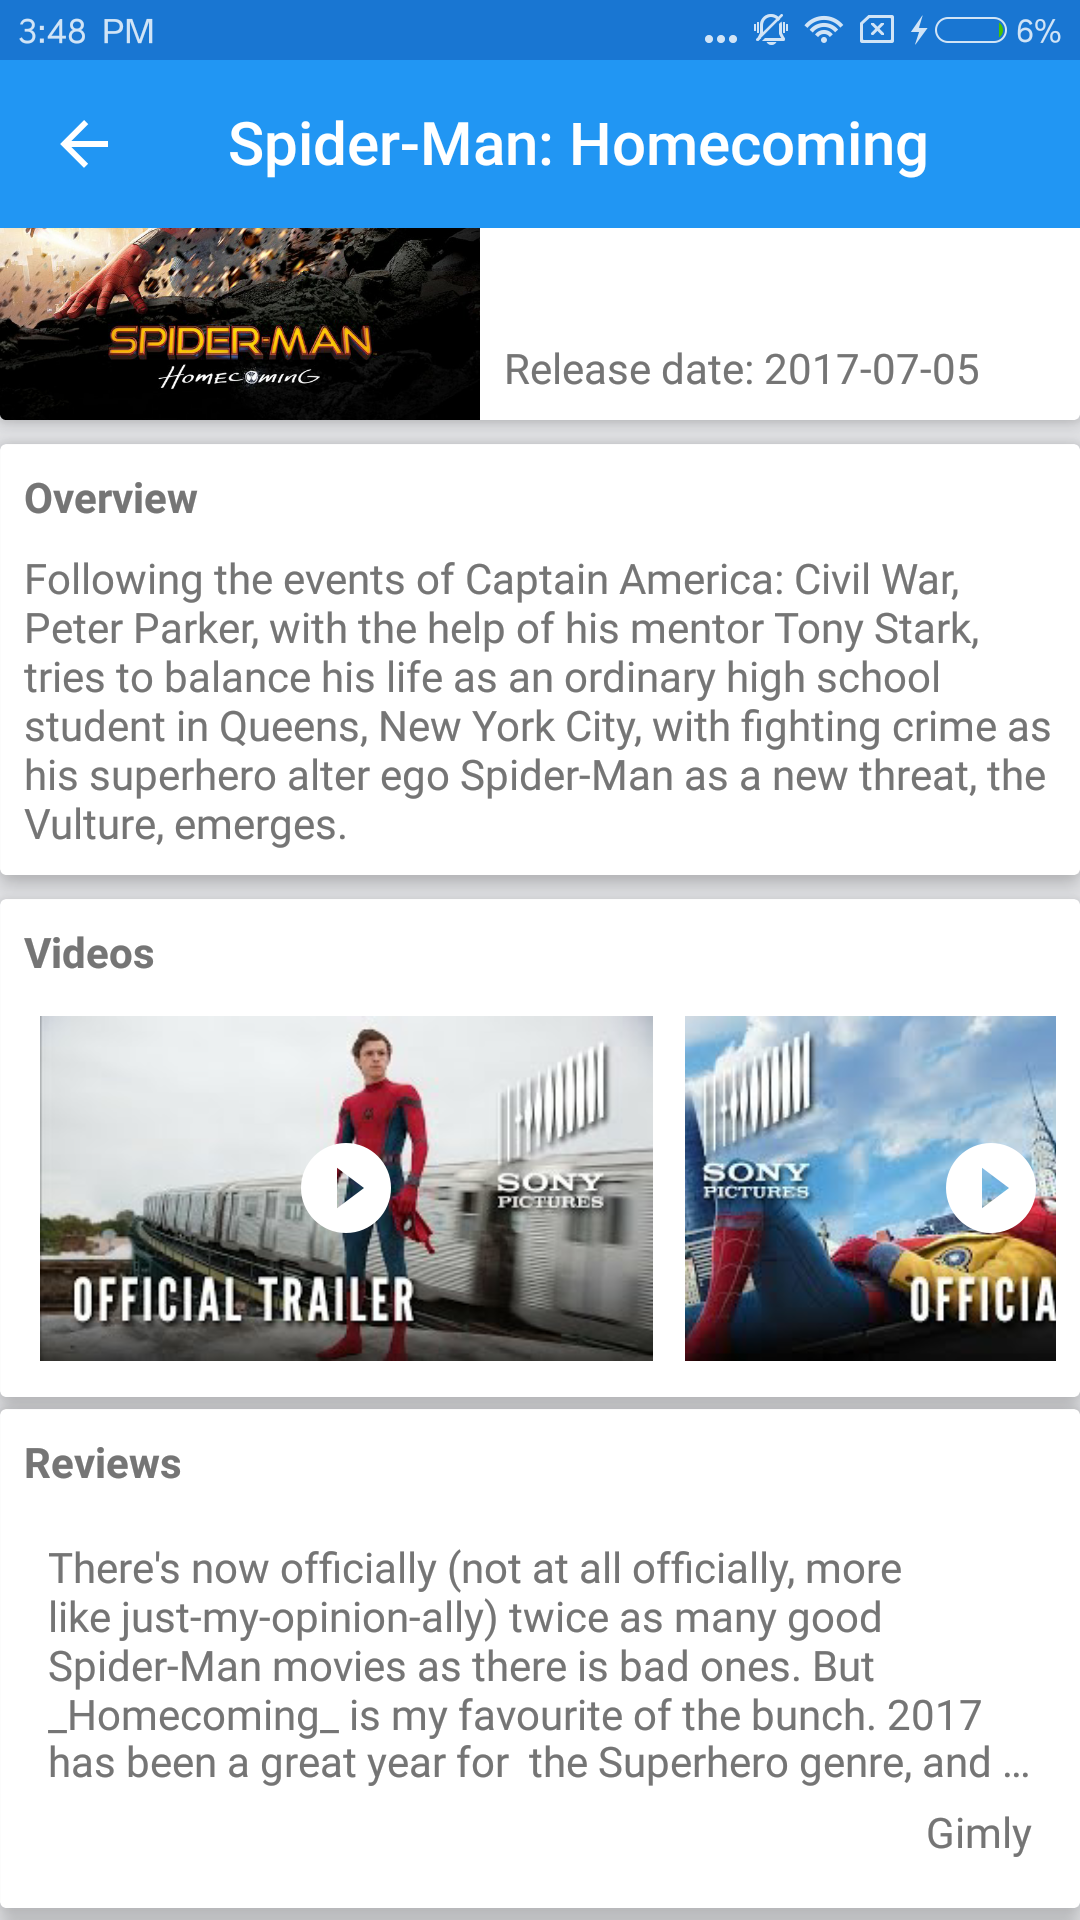 3:48 PM
6%
Spider-Man: Homecoming
SPIDER-MAN
HOMECOMING
Release date: 2017-07-05
Overview
Following the events of Captain America: Civil War,
Peter Parker, with the help of his mentor Tony Stark,
tries to balance his life as an ordinary high school
student in Queens, New York City, with fighting crime as
his superhero alter ego Spider-Man as a new threat, the
Vulture, emerges.
Videos
SONY
PICTURES
OFFICIAL TRAILER
SONY
PICTURES
OFFICIA
Reviews
There's now officially (not at all officially, more
like just-my-opinion-ally) twice as many good
Spider-Man movies as there is bad ones. But
_Homecoming_ is my favourite of the bunch. 2017
has been a great year for  the Superhero genre, and ...
Gimly